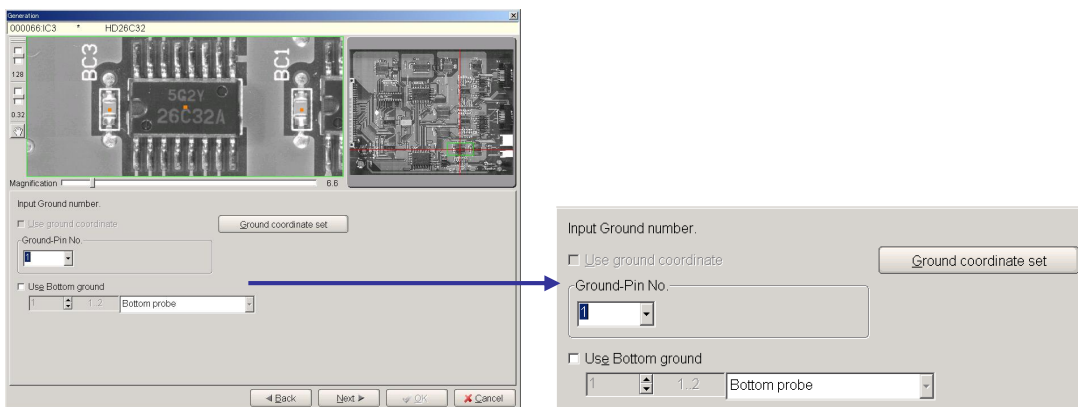 Generation
000066:IC3 * HD26C32
128
0.32
BC3
5G2Y
26C32A
BC1
Magnification 6.6
Input Ground number.
Use ground coordinate
Ground coordinate set
Ground-Pin No.
1
Use Bottom ground
1 1..2 Bottom probe
Back Next OK Cancel
Input Ground number.
Use ground coordinate
Ground coordinate set
Ground-Pin No.
1
Use Bottom ground
1 1..2 Bottom probe